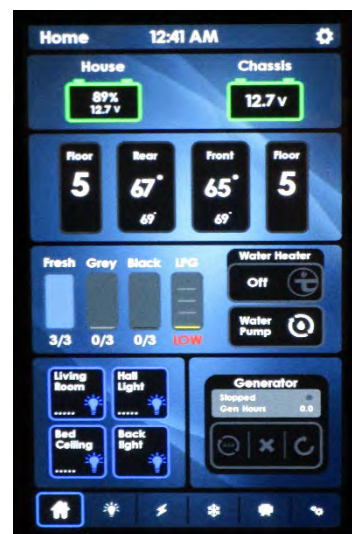 Home 12:41 AM
House Chassis
89%
12.7 v
12.7 v
Floor Rear Front Floor
5 67° 65° 5
69° 69°
Fresh Grey Black LPG
3/3 0/3 0/3 LOW
Water Heater
Off
Water
Pump
Living
Room
Hall
Light
Bed
Ceiling
Back
light
Generator
Stopped
Gen Hours 0.0